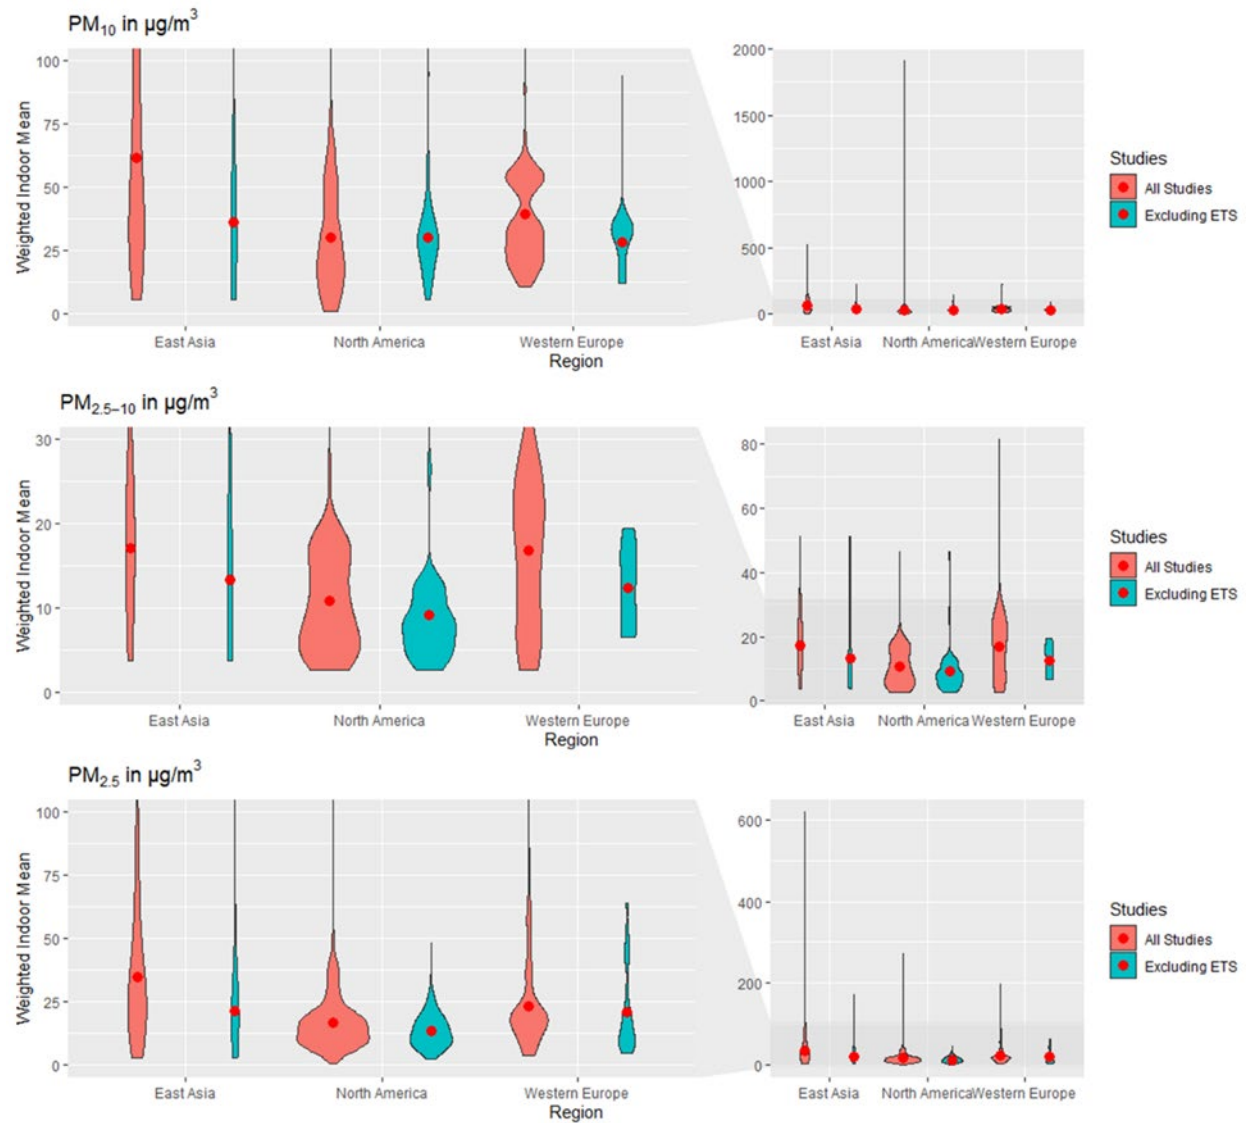 PM₁₀ in µg/m³
Weighted Indoor Mean
100
75
50
25
0
East Asia
North America
Western Europe
Region
2000
1500
1000
500
0
East Asia
North America
Western Europe
Studies
All Studies
Excluding ETS
PM₂.₅₋₁₀ in µg/m³
Weighted Indoor Mean
30
20
10
0
East Asia
North America
Western Europe
Region
80
60
40
20
0
East Asia
North America
Western Europe
Studies
All Studies
Excluding ETS
PM₂.₅ in µg/m³
Weighted Indoor Mean
100
75
50
25
0
East Asia
North America
Western Europe
Region
600
400
200
0
East Asia
North America
Western Europe
Studies
All Studies
Excluding ETS